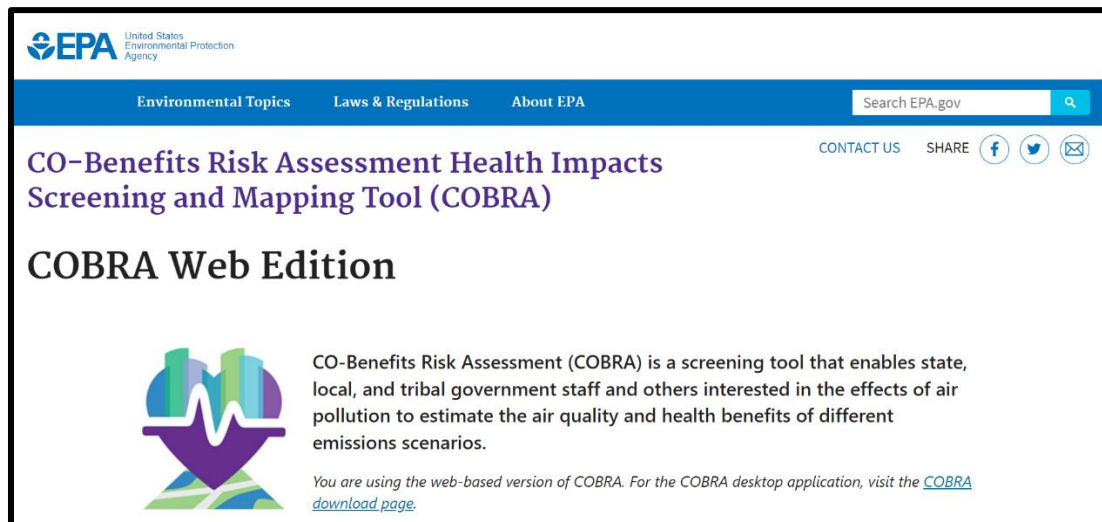 EPA
United States
Environmental Protection
Agency
Environmental Topics
Laws & Regulations
About EPA
Search EPA.gov
CO-Benefits Risk Assessment Health Impacts
Screening and Mapping Tool (COBRA)
CONTACT US
SHARE
COBRA Web Edition
CO-Benefits Risk Assessment (COBRA) is a screening tool that enables state,
local, and tribal government staff and others interested in the effects of air
pollution to estimate the air quality and health benefits of different
emissions scenarios.
You are using the web-based version of COBRA. For the COBRA desktop application, visit the COBRA
download page.